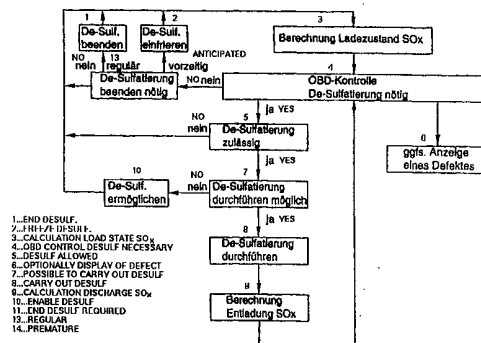 1
2
3
De-Sulf.
beenden
De-Sulf.
einfrieren
Berechnung Ladezustand SOx
NO
nein
13
regulär
ANTICIPATED
vorzeitig
4
De-Sulfatierung
beenden nötig
NO nein
OBD-Kontrolle
De-Sulfatierung nötig
ja YES
NO
nein
5
De-Sulfatierung
zulässig
6
ggfs. Anzeige
eines Defektes
ja YES
10
De-Sulf.
ermöglichen
NO
nein
7
De-Sulfatierung
durchführen möglich
ja YES
8
De-Sulfatierung
durchführen
9
Berechnung
Entladung SOx
1...END DESULF.
2...FREEZE DESULF.
3...CALCULATION LOAD STATE SOx
4...OBD CONTROL DESULF NECESSARY
5...DESULF ALLOWED
6...OPTIONALLY DISPLAY OF DEFECT
7...POSSIBLE TO CARRY OUT DESULF
8...CARRY OUT DESULF
9...CALCULATION DISCHARGE SOx
10...ENABLE DESULF
11...END DESULF REQUIRED
13...REGULAR
14...PREMATURE